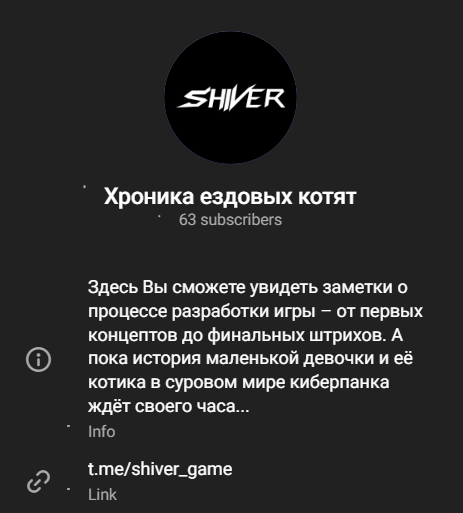 SHIVER
Хроника ездовых котят
63 subscribers
Здесь Вы сможете увидеть заметки о
процессе разработки игры – от первых
концептов до финальных штрихов. А
пока история маленькой девочки и её
котика в суровом мире киберпанка
ждёт своего часа...
Info
t.me/shiver_game
Link